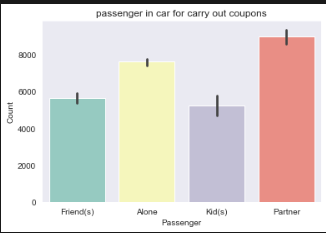 passenger in car for carry out coupons
Count
8000
6000
4000
2000
0
Friend(s)
Alone
Kid(s)
Partner
Passenger